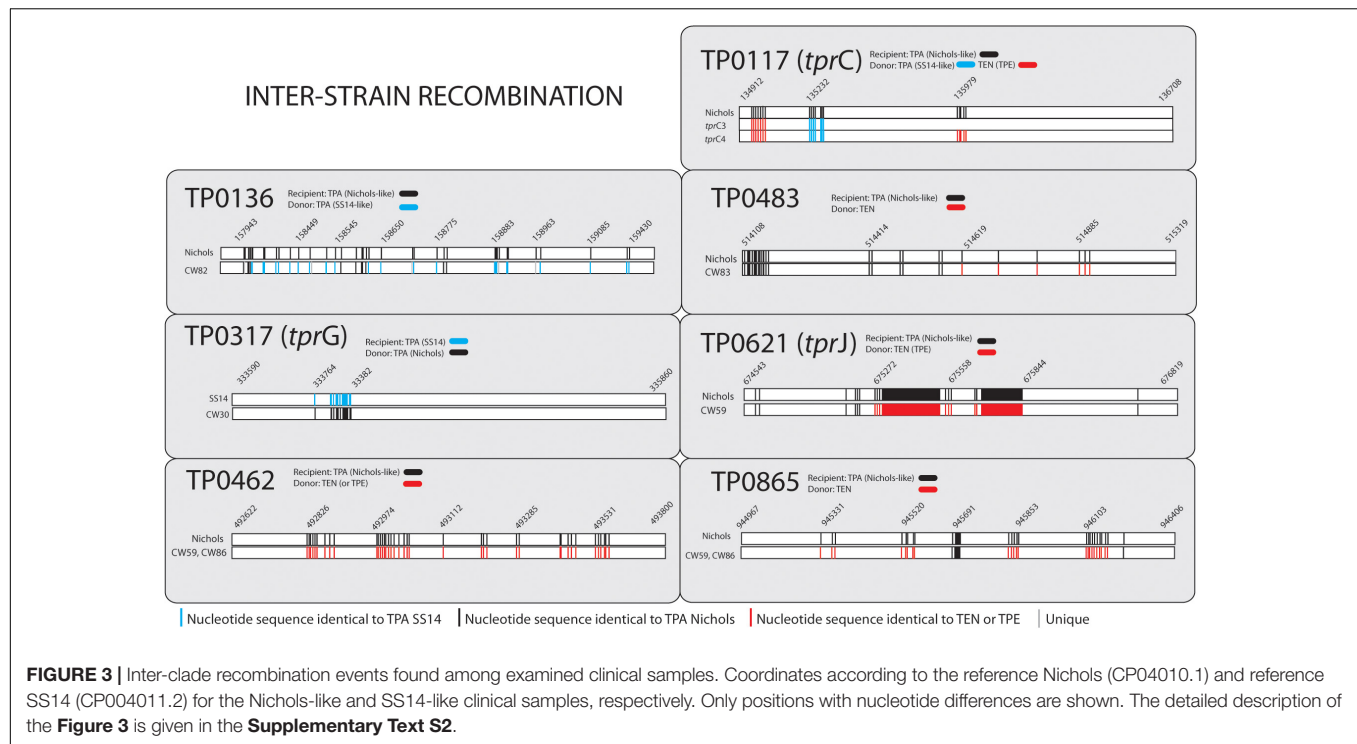 INTER-STRAIN RECOMBINATION
TP0117 (tprC)
Recipient: TPA (Nichols-like)
Donor: TPA (SS14-like) TEN (TPE)
134912 135232 135979 136708
Nichols
tprC3
tprC4
TP0136
Recipient: TPA (Nichols-like)
Donor: TPA (SS14-like)
157943 158449 158545 158650 158775 158883 158963 159085 159430
Nichols
CW82
TP0483
Recipient: TPA (Nichols-like)
Donor: TEN
514108 514414 514619 514885 515319
Nichols
CW83
TP0317 (tprG)
Recipient: TPA (SS14)
Donor: TPA (Nichols)
333590 333764 33382 335860
SS14
CW30
TP0621 (tprJ)
Recipient: TPA (Nichols-like)
Donor: TEN (TPE)
674543 675272 675558 675844 676819
Nichols
CW59
TP0462
Recipient: TPA (Nichols-like)
Donor: TEN (or TPE)
492622 492826 492974 493112 493285 493531 493800
Nichols
CW59, CW86
TP0865
Recipient: TPA (Nichols-like)
Donor: TEN
944967 945331 945520 945691 945853 946103 946406
Nichols
CW59, CW86
Nucleotide sequence identical to TPA SS14 Nucleotide sequence identical to TPA Nichols Nucleotide sequence identical to TEN or TPE Unique
FIGURE 3 | Inter-clade recombination events found among examined clinical samples. Coordinates according to the reference Nichols (CP04010.1) and reference
SS14 (CP004011.2) for the Nichols-like and SS14-like clinical samples, respectively. Only positions with nucleotide differences are shown. The detailed description of
the Figure 3 is given in the Supplementary Text S2.